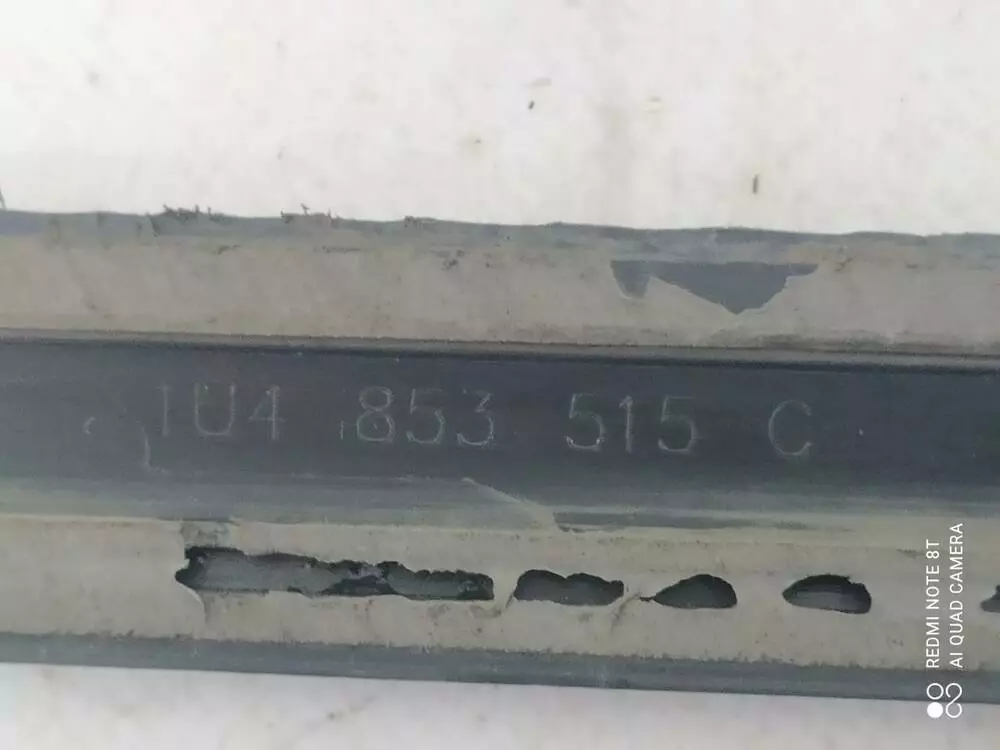 1U4 853 515 C
REDMI NOTE 8T
AI QUAD CAMERA